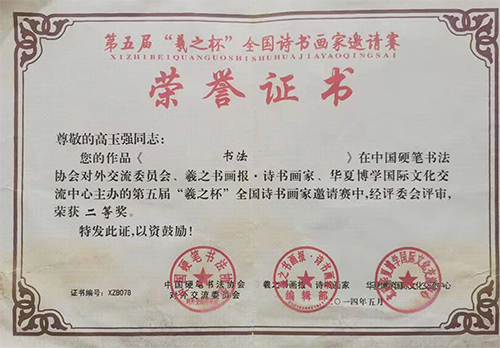 第五届“羲之杯”全国诗书画家邀请赛
XIZHIBEIQUANGUOSHISHUHUAJIAYAOQINGSAI
荣誉证书
尊敬的高玉强同志：
您的作品《 书法 》在中国硬笔书法
协会对外交流委员会、羲之书画报·诗书画家、华夏博学国际文化交
流中心主办的第五届“羲之杯”全国诗书画家邀请赛中，经评委会评审，
荣获 二等奖。
特发此证，以资鼓励！
中国硬笔书法协会 羲之书画报·诗书画家 华夏博学国际文化交流中心
证书编号：XZB078 对外交流委员会 编辑部 二〇一四年五月